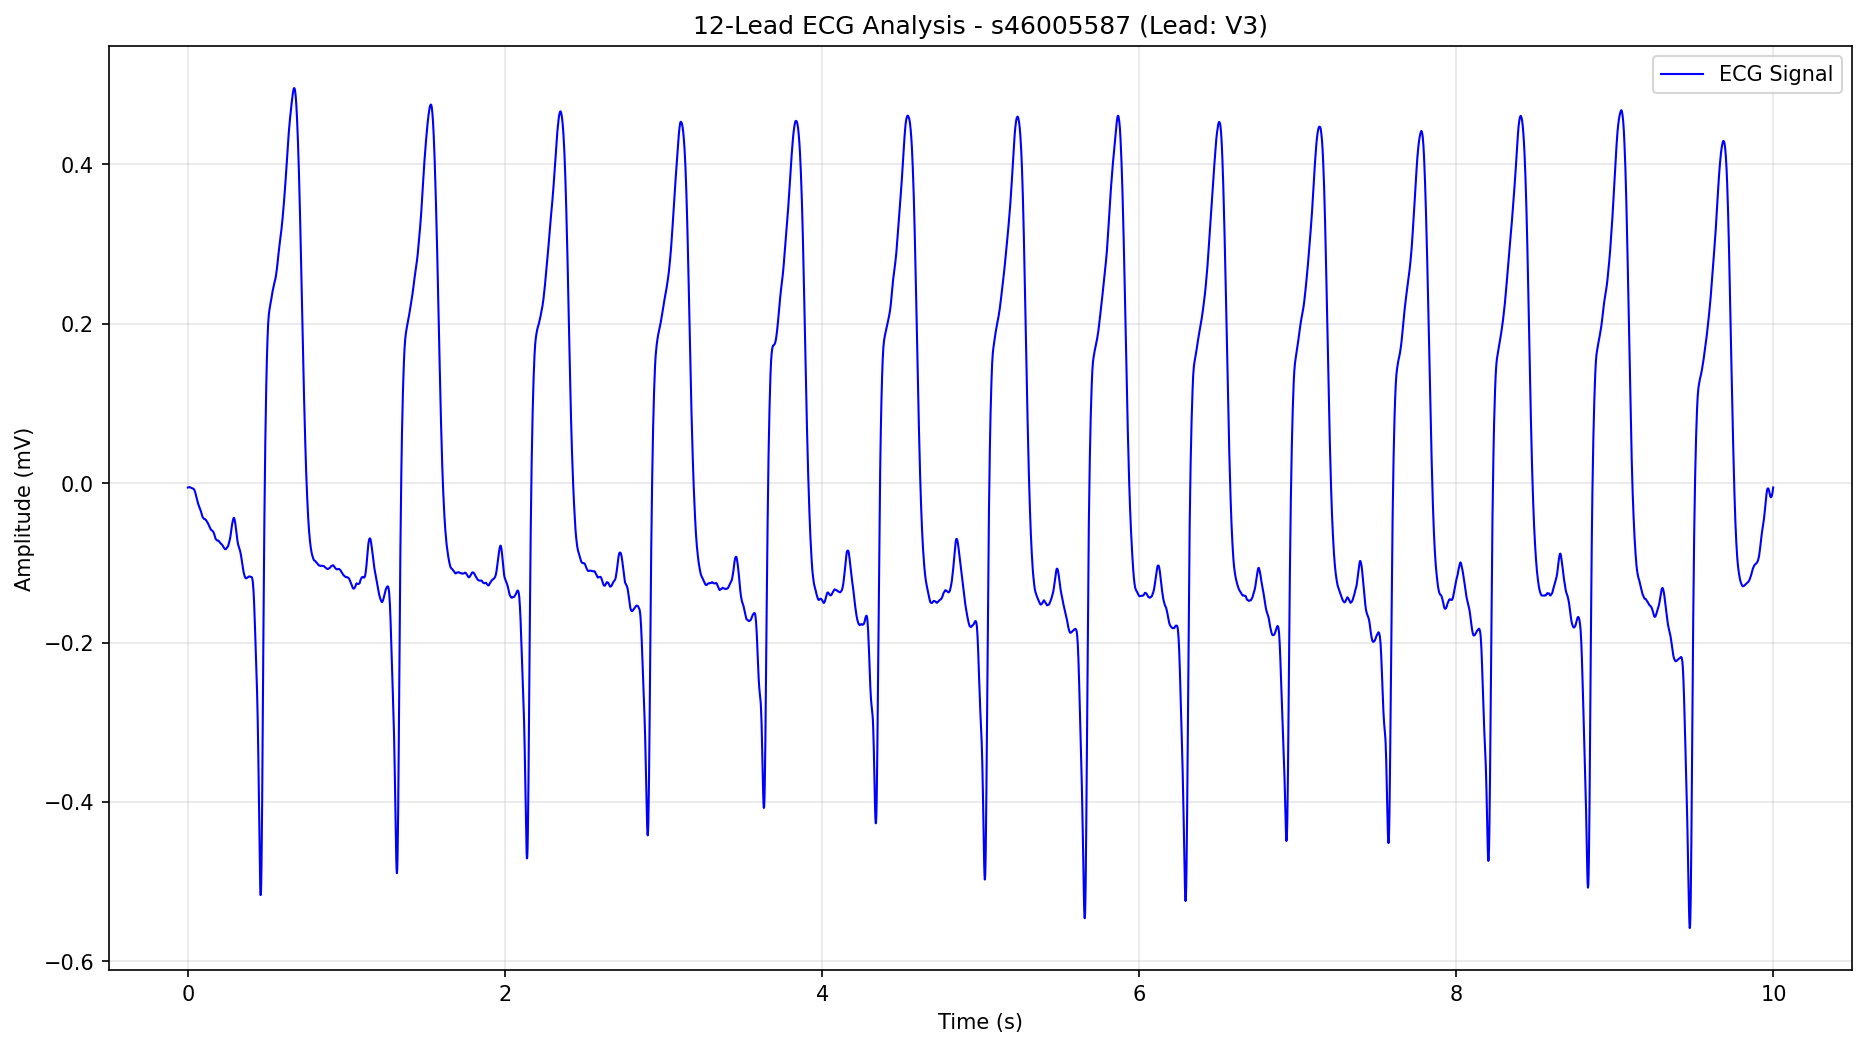 12-Lead ECG Analysis - s46005587 (Lead: V3)
ECG Signal
Amplitude (mV)
0.4
0.2
0.0
−0.2
−0.4
−0.6
0 2 4 6 8 10
Time (s)